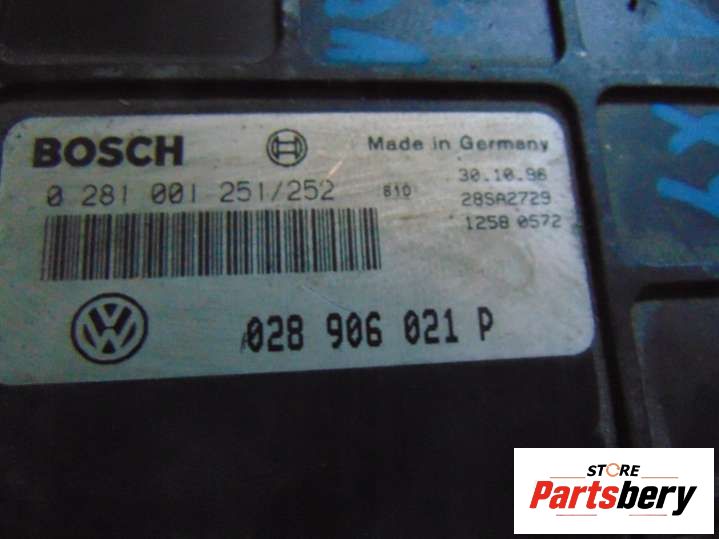 BOSCH
Made in Germany
0 281 001 251/252
810
30.10.96
28SA2729
1258 0572
028 906 021 P
STORE
Partsbery